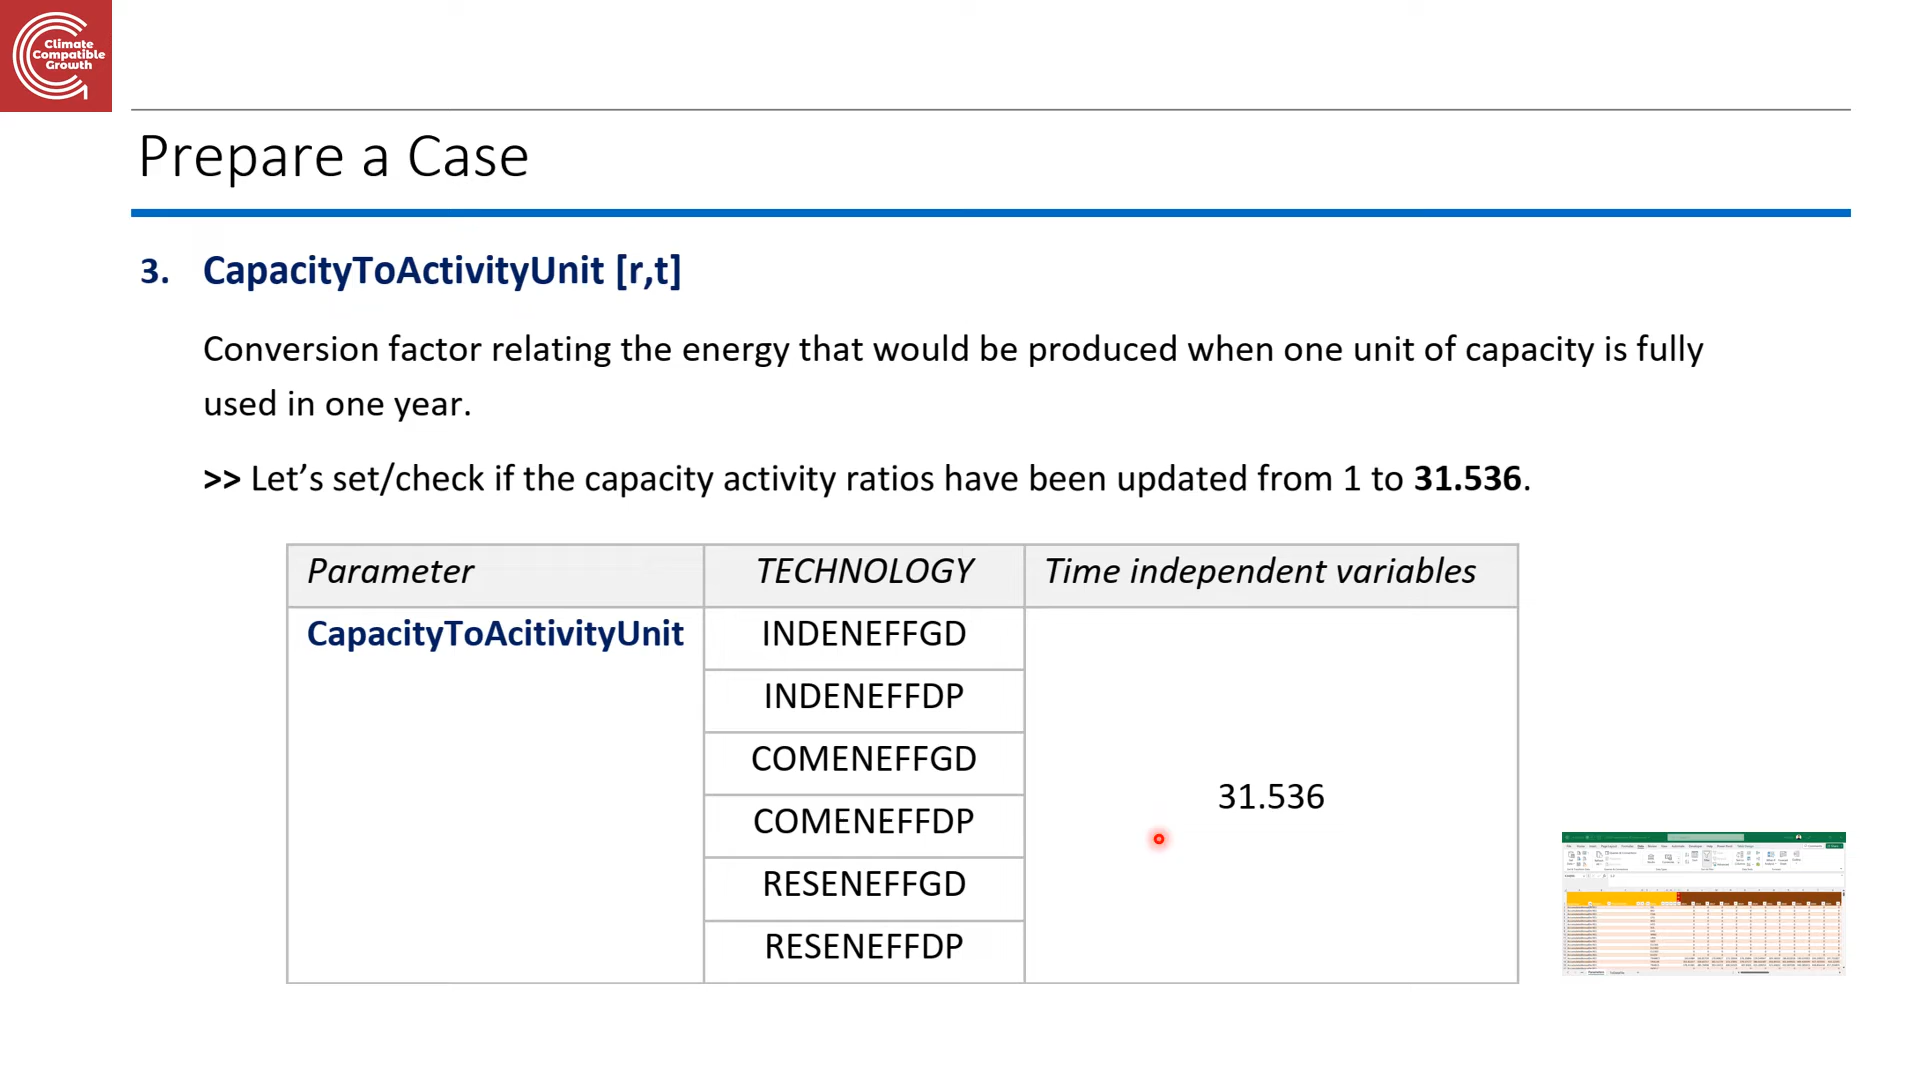 Climate
Compatible
Growth
Prepare a Case
3. CapacityToActivityUnit [r,t]
Conversion factor relating the energy that would be produced when one unit of capacity is fully
used in one year.
>> Let’s set/check if the capacity activity ratios have been updated from 1 to 31.536.
Parameter TECHNOLOGY Time independent variables
CapacityToAcitivityUnit INDENEFFGD
INDENEFFDP
COMENEFFGD
31.536
COMENEFFDP
RESENEFFGD
RESENEFFDP